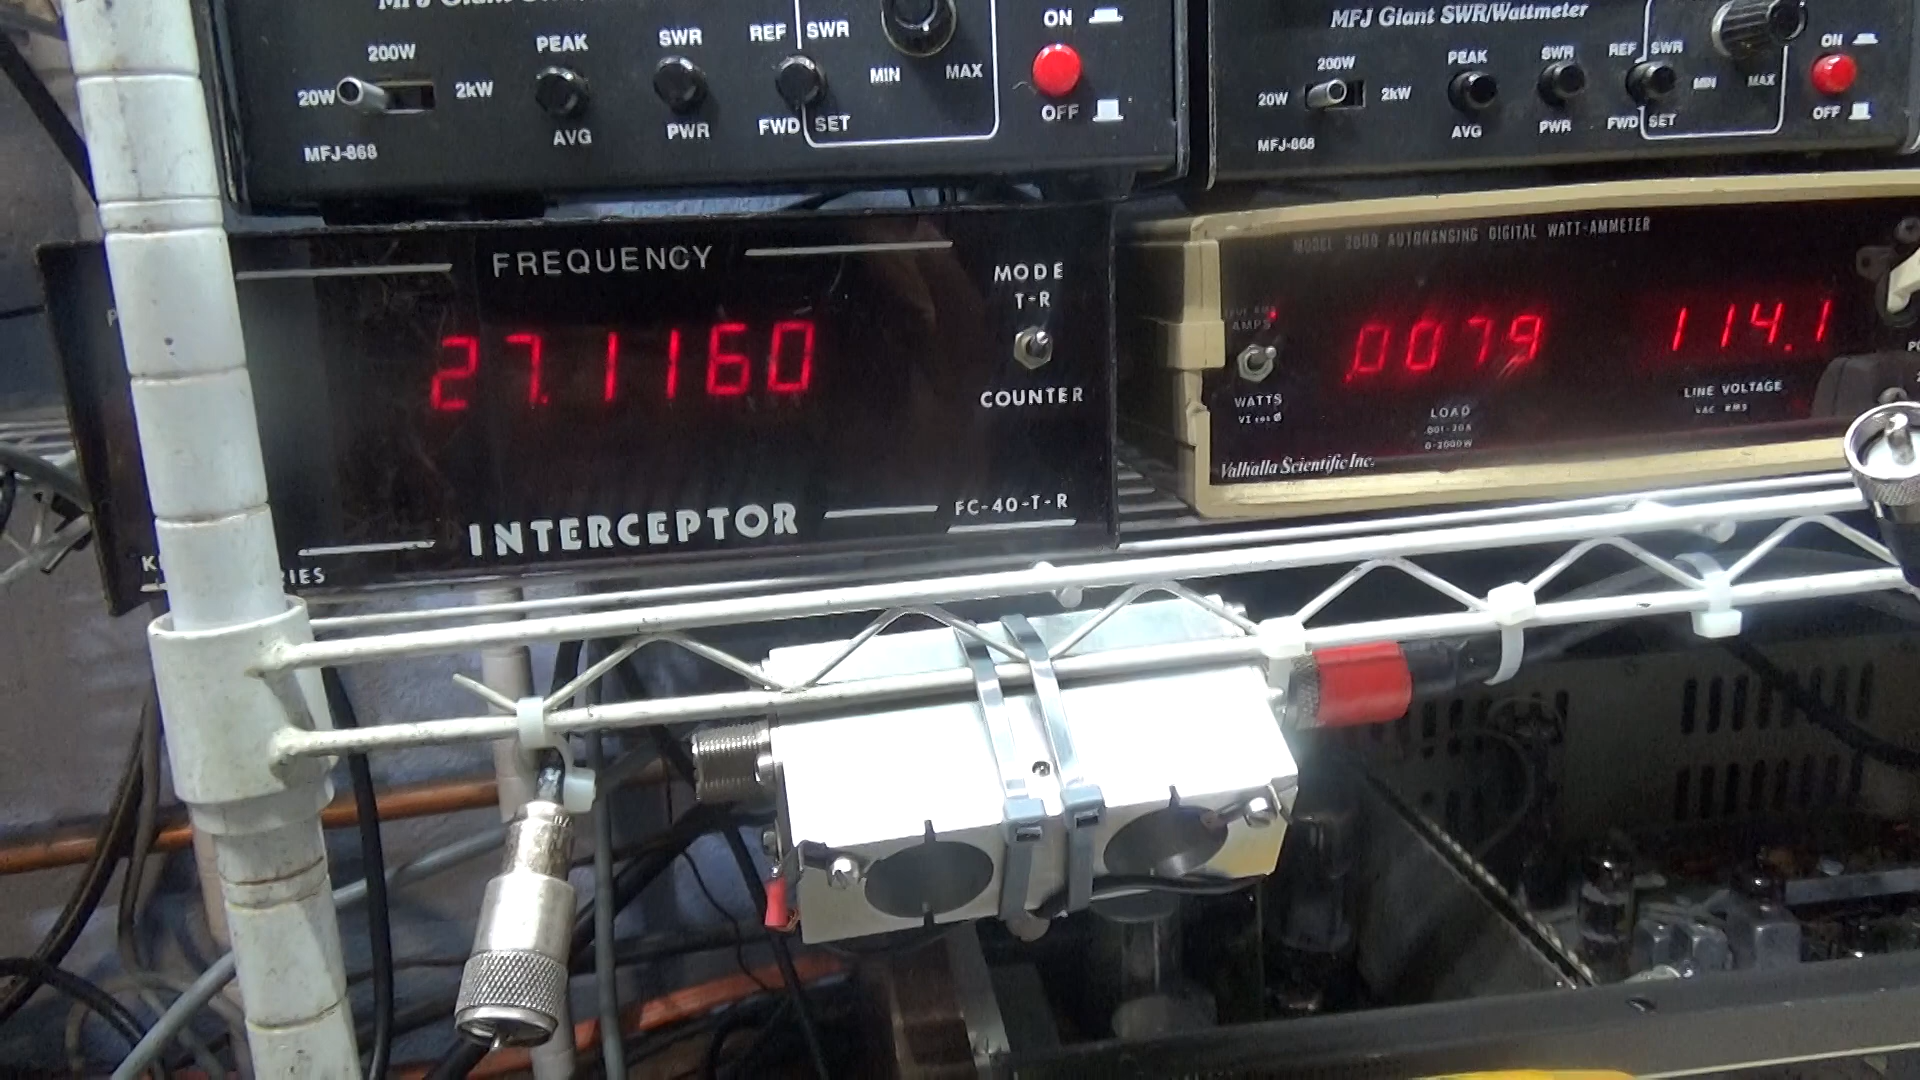 MFJ Giant SWR/Wattmeter
200W
20W
2kW
PEAK
AVG
SWR
PWR
REF
SWR
FWD
SET
MIN
MAX
ON
OFF
MFJ-868
MFJ Giant SWR/Wattmeter
200W
20W
2kW
PEAK
AVG
SWR
PWR
REF
SWR
FWD
SET
MIN
MAX
ON
OFF
MFJ-868
FREQUENCY
27.1160
MODE
T-R
COUNTER
INTERCEPTOR
FC-40-T-R
MODEL 2000 AUTORANGING DIGITAL WATT-AMMETER
AMPS
WATTS
VI cos Ø
.0079
114.1
LOAD
.001-20A
0-2000W
LINE VOLTAGE
VAC RMS
Valhalla Scientific Inc.